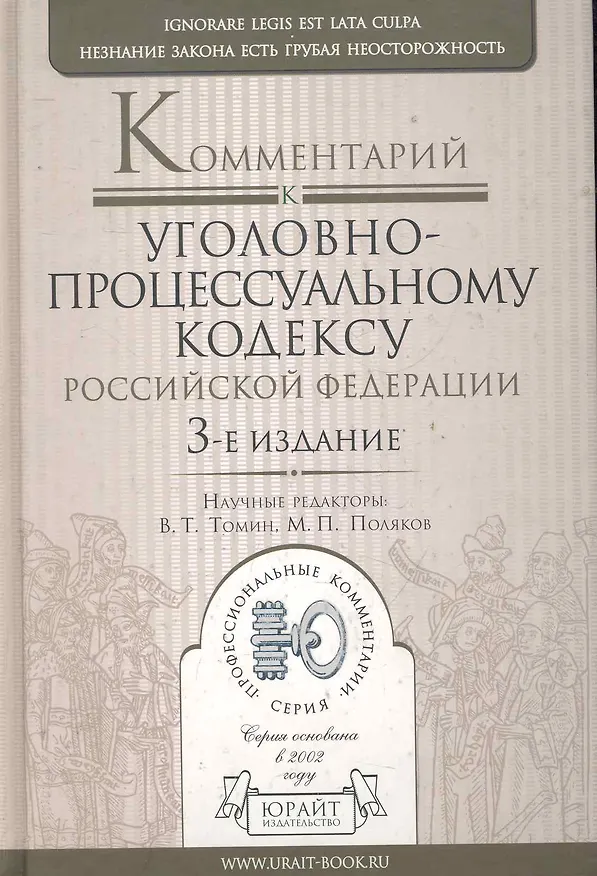 IGNORARE LEGIS EST LATA CULPA
НЕЗНАНИЕ ЗАКОНА ЕСТЬ ГРУБАЯ НЕОСТОРОЖНОСТЬ
КОММЕНТАРИЙ
К
УГОЛОВНО-
ПРОЦЕССУАЛЬНОМУ
КОДЕКСУ
РОССИЙСКОЙ ФЕДЕРАЦИИ
3-Е ИЗДАНИЕ
НАУЧНЫЕ РЕДАКТОРЫ:
В. Т. ТОМИН, М. П. ПОЛЯКОВ
·ПРОФЕССИОНАЛЬНЫЕ КОММЕНТАРИИ·
СЕРИЯ
Серия основана
в 2002
году
ЮРАЙТ
ИЗДАТЕЛЬСТВО
WWW.URAIT-BOOK.RU